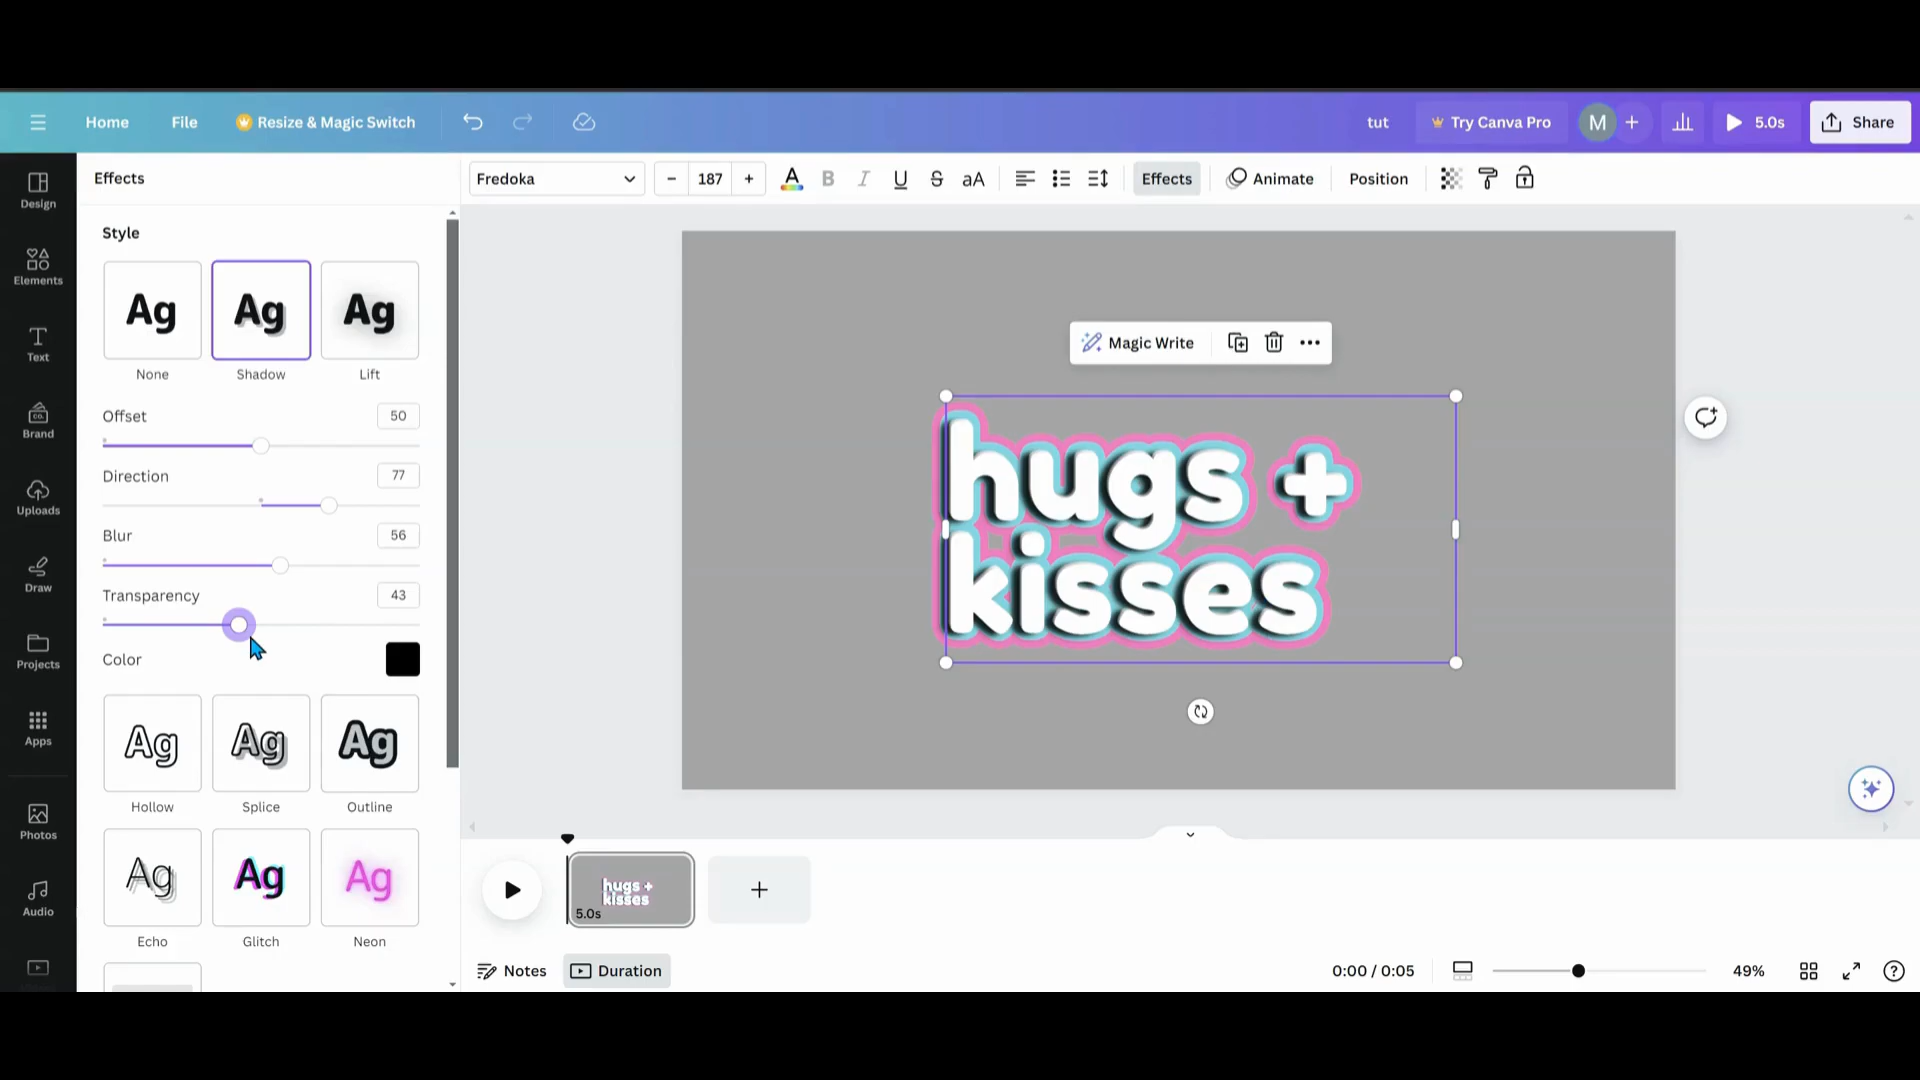 Home File Resize & Magic Switch tut Try Canva Pro M + 5.0s Share
Effects
Fredoka − 187 + A B I U S aA Effects Animate Position
Design
Elements
Text
Brand
Uploads
Draw
Projects
Apps
Photos
Audio
Style
Ag Ag Ag
None Shadow Lift
Offset 50
Direction 77
Blur 56
Transparency 43
Color
Ag Ag Ag
Hollow Splice Outline
Ag Ag Ag
Echo Glitch Neon
Magic Write
hugs +
kisses
hugs +
kisses
5.0s
+
Notes Duration 0:00 / 0:05 49% ?